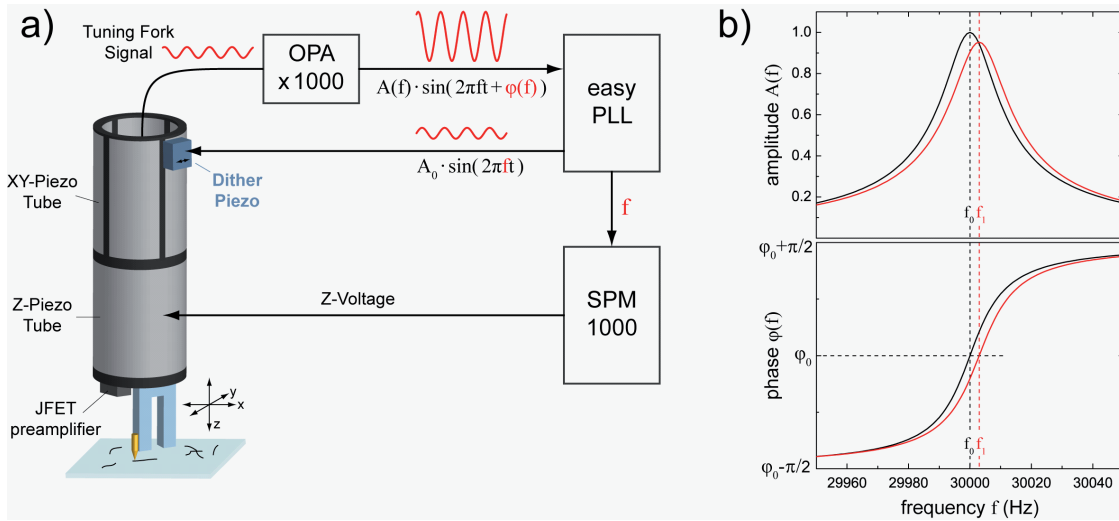 a)
Tuning Fork
Signal
OPA
x1000
A(f)·sin(2πft+φ(f))
easy
PLL
A₀·sin(2πft)
Dither
Piezo
XY-Piezo
Tube
f
Z-Piezo
Tube
Z-Voltage
SPM
1000
JFET
preamplifier
y
x
z
b)
amplitude A(f)
1.0
0.8
0.6
0.4
0.2
f₀ f₁
phase φ(f)
φ₀+π/2
φ₀
φ₀-π/2
f₀ f₁
29960 29980 30000 30020 30040
frequency f (Hz)